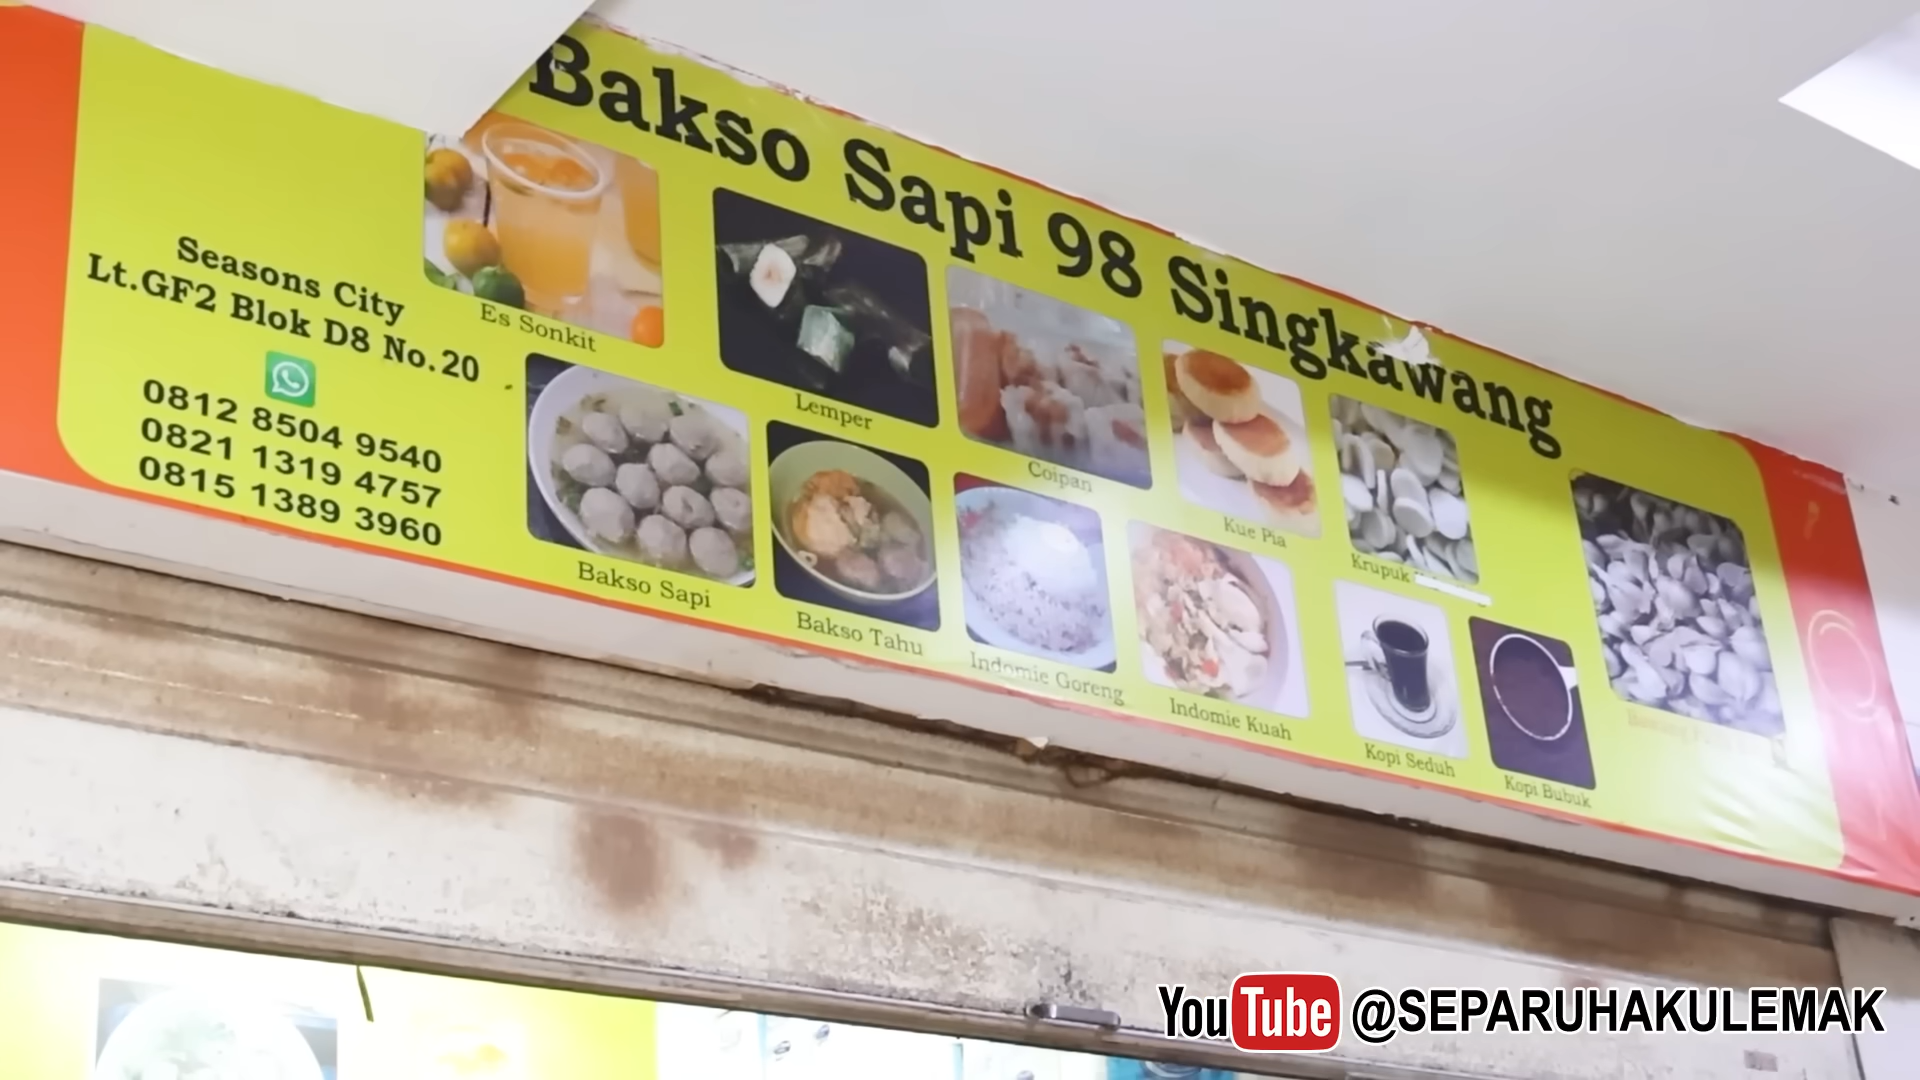 Bakso Sapi 98 Singkawang
Seasons City
Lt.GF2 Blok D8 No.20
0812 8504 9540
0821 1319 4757
0815 1389 3960
Es Sonkit
Lemper
Coipan
Kue Pia
Krupuk
Bakso Sapi
Bakso Tahu
Indomie Goreng
Indomie Kuah
Kopi Seduh
Kopi Bubuk
YouTube @SEPARUHAKULEMAK